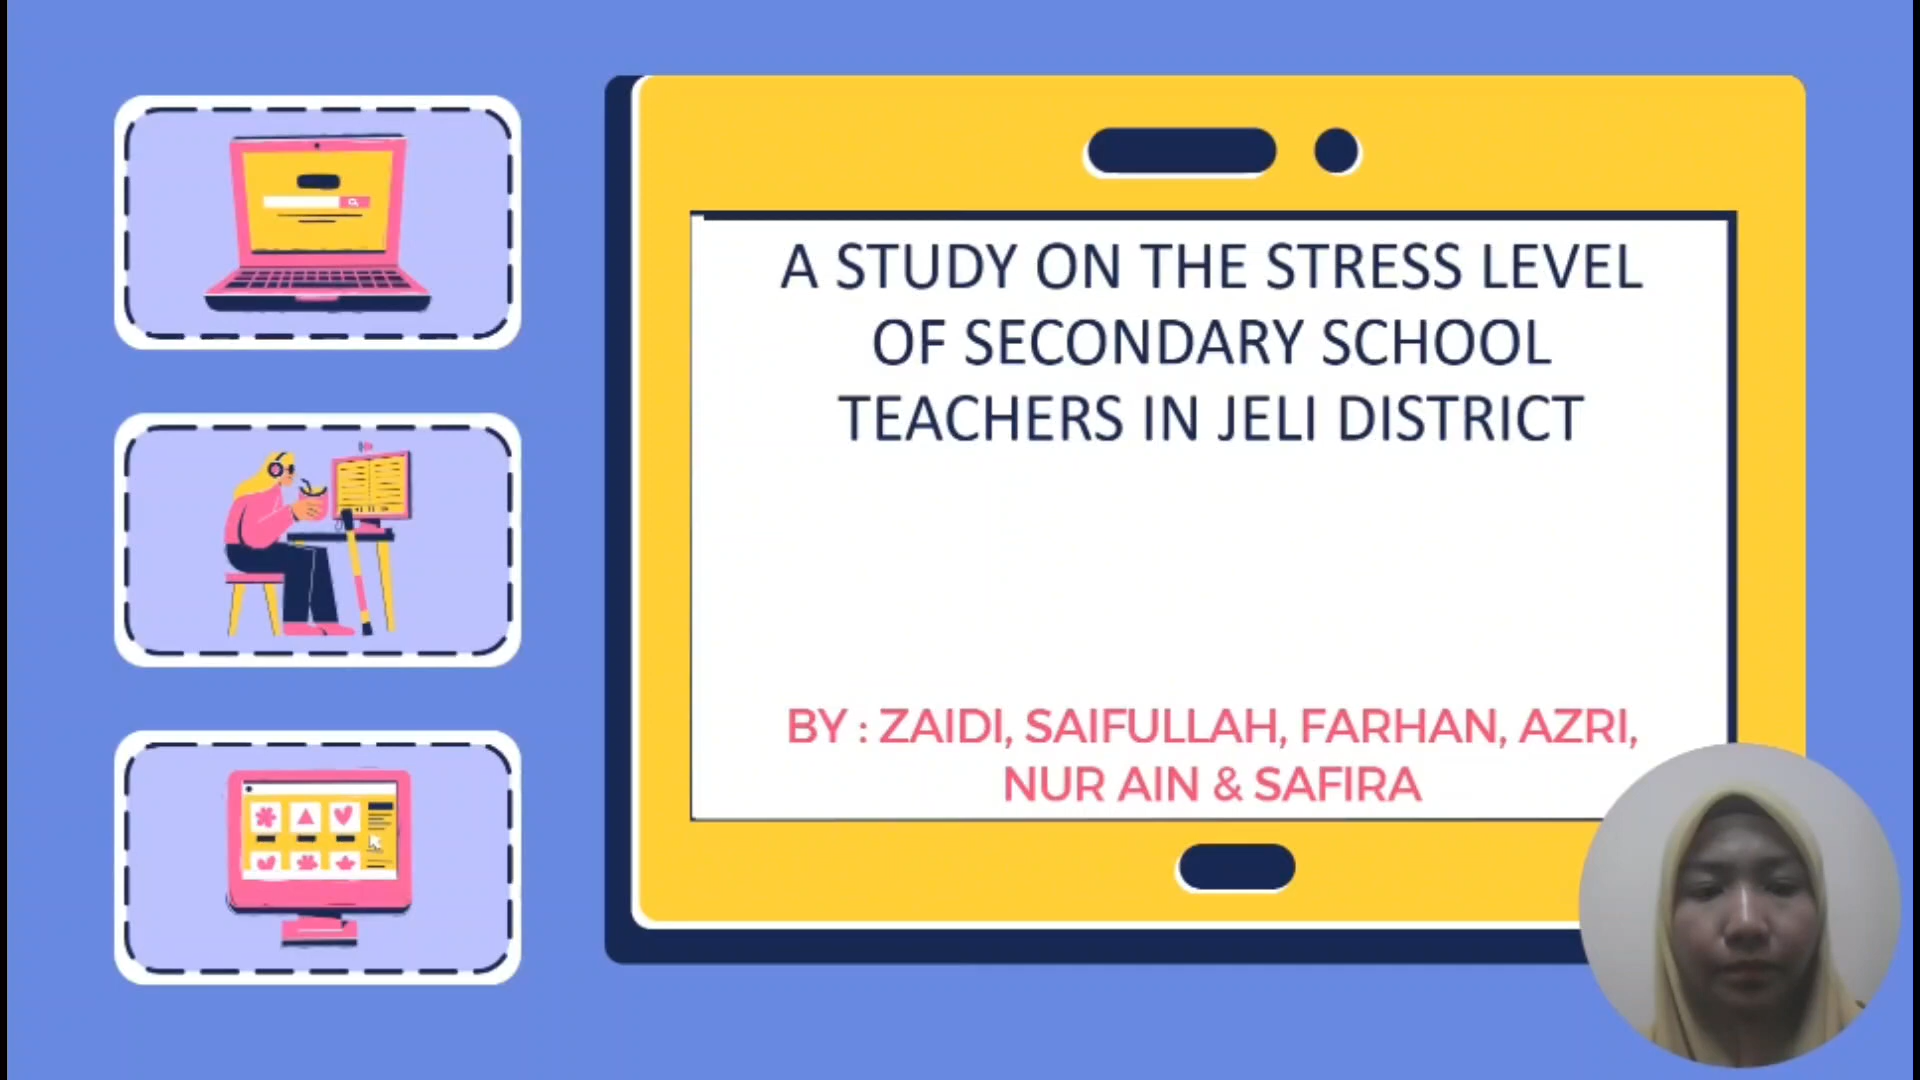 A STUDY ON THE STRESS LEVEL
OF SECONDARY SCHOOL
TEACHERS IN JELI DISTRICT
BY : ZAIDI, SAIFULLAH, FARHAN, AZRI,
NUR AIN & SAFIRA